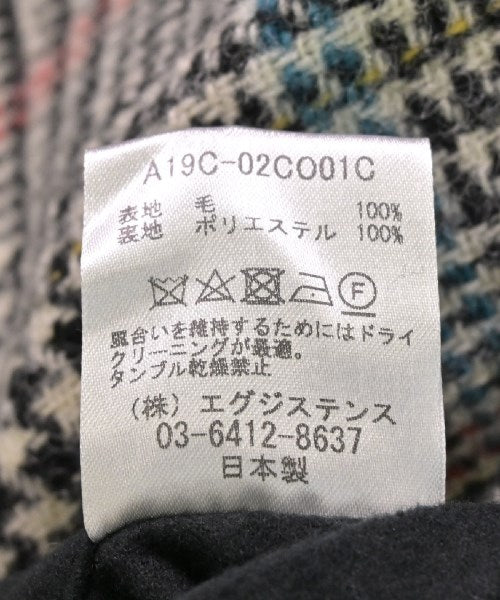 A19C-02CO01C
表地 毛 100%
裏地 ポリエステル 100%
F
風合いを維持するためにはドライ
クリーニングが最適。
タンブル乾燥禁止
（株）エグジステンス
03-6412-8637
日本製